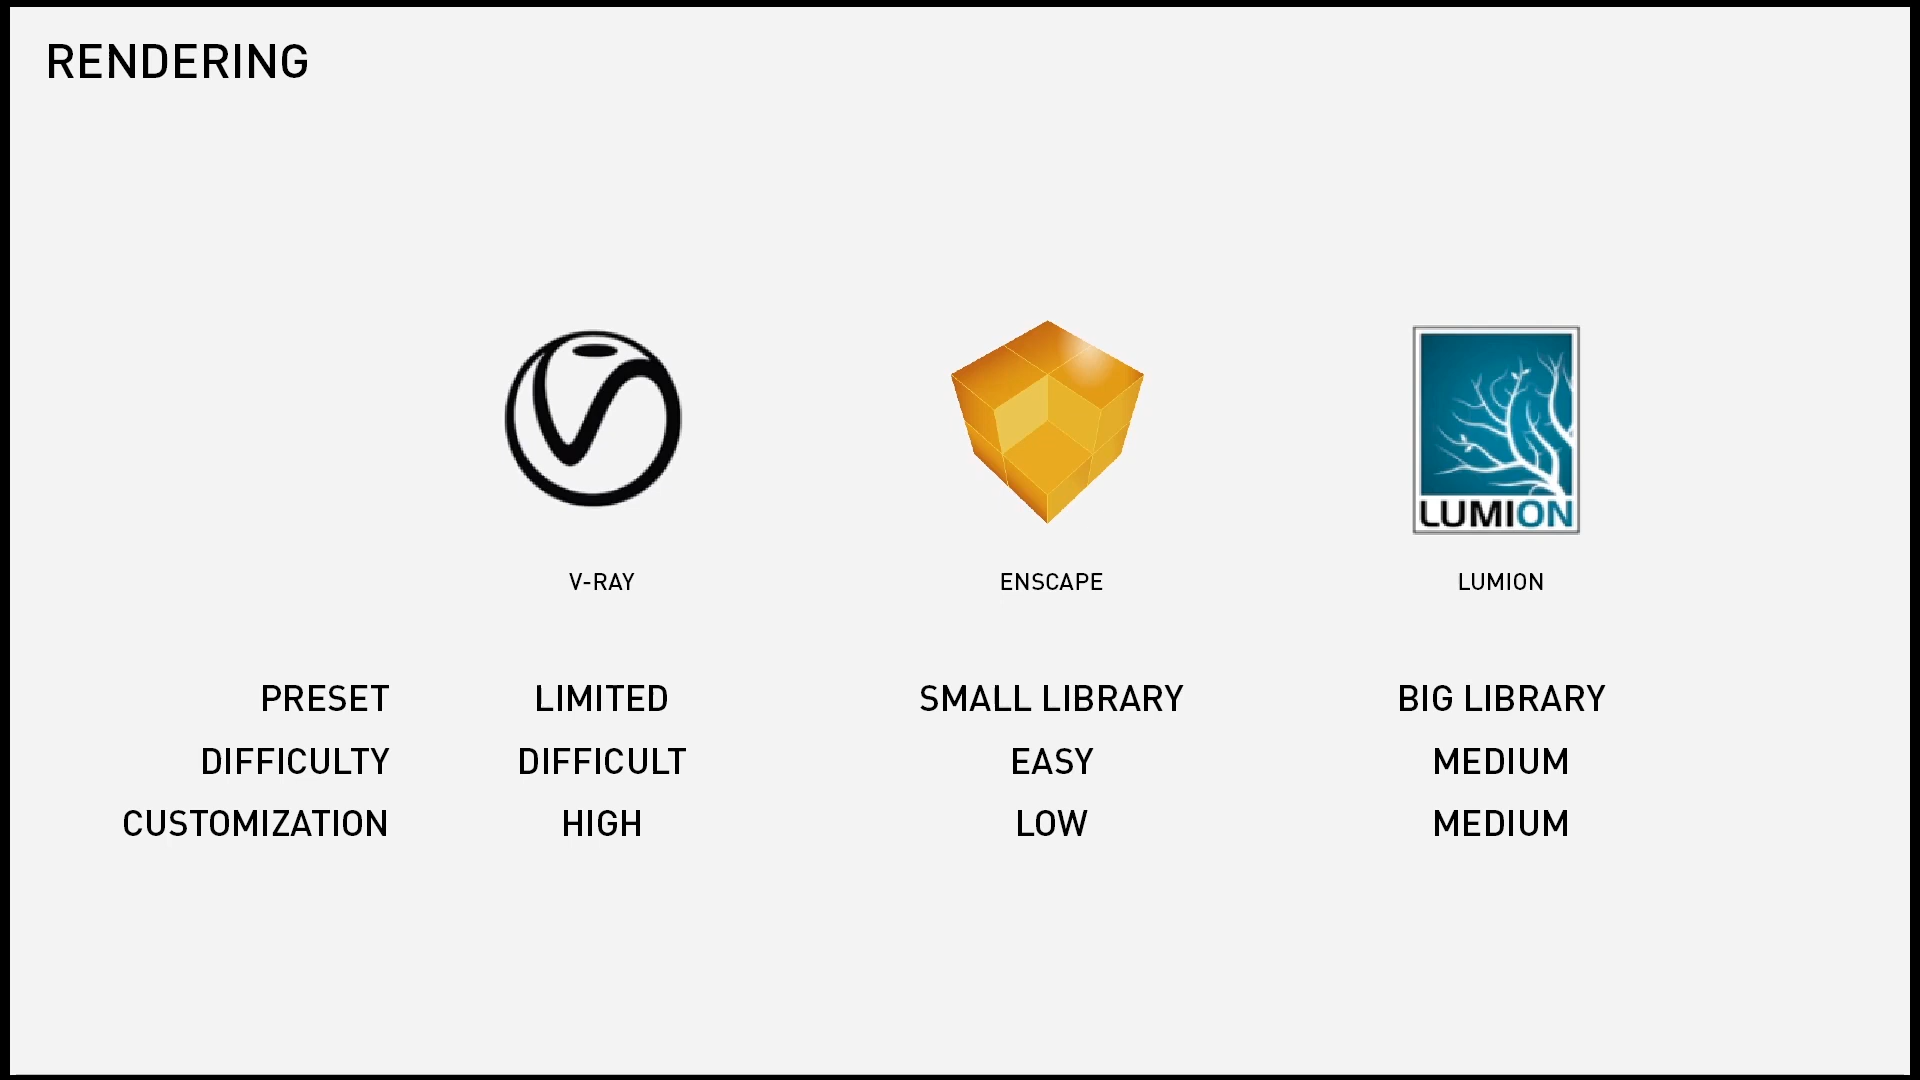 RENDERING
LUMION
V-RAY ENSCAPE LUMION
PRESET LIMITED SMALL LIBRARY BIG LIBRARY
DIFFICULTY DIFFICULT EASY MEDIUM
CUSTOMIZATION HIGH LOW MEDIUM